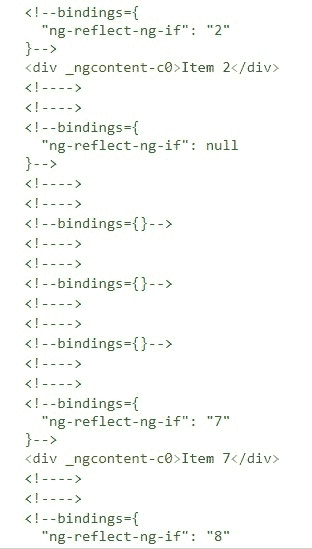 <!--bindings={
  "ng-reflect-ng-if": "2"
}-->
<div _ngcontent-c0>Item 2</div>
<!---->
<!---->
<!--bindings={
  "ng-reflect-ng-if": null
}-->
<!---->
<!---->
<!--bindings={}-->
<!---->
<!---->
<!--bindings={}-->
<!---->
<!---->
<!--bindings={}-->
<!---->
<!---->
<!--bindings={
  "ng-reflect-ng-if": "7"
}-->
<div _ngcontent-c0>Item 7</div>
<!---->
<!---->
<!--bindings={
  "ng-reflect-ng-if": "8"